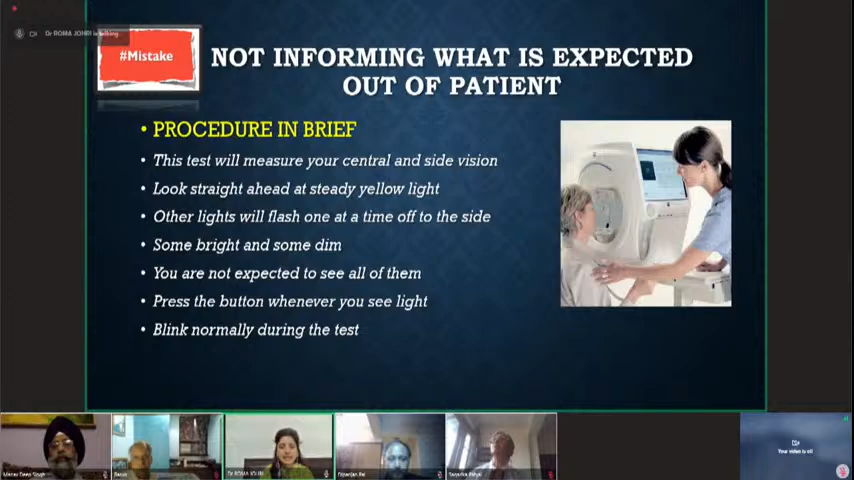 Dr ROMA JOHRI is talking
#Mistake
NOT INFORMING WHAT IS EXPECTED
OUT OF PATIENT
• PROCEDURE IN BRIEF
• This test will measure your central and side vision
• Look straight ahead at steady yellow light
• Other lights will flash one at a time off to the side
• Some bright and some dim
• You are not expected to see all of them
• Press the button whenever you see light
• Blink normally during the test
Dr ROMA JOHRI
Your video is off